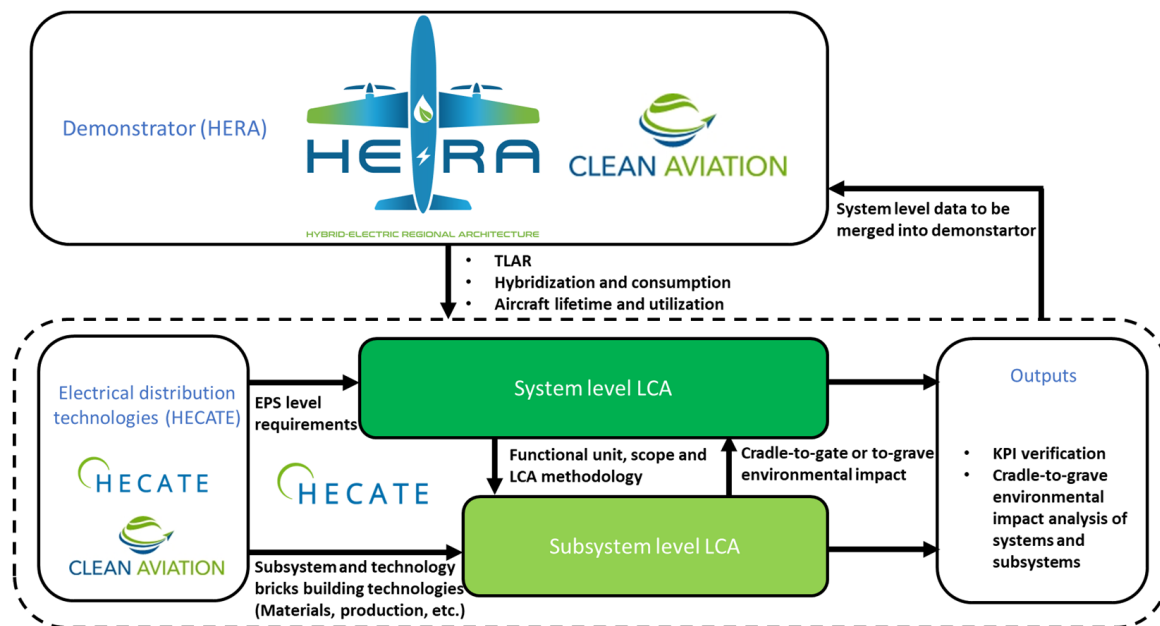 Demonstrator (HERA)
HERA
HYBRID-ELECTRIC REGIONAL ARCHITECTURE
CLEAN AVIATION
System level data to be
merged into demonstartor
• TLAR
• Hybridization and consumption
• Aircraft lifetime and utilization
Electrical distribution
technologies (HECATE)
HECATE
CLEAN AVIATION
EPS level
requirements
HECATE
Subsystem and technology
bricks building technologies
(Materials, production, etc.)
System level LCA
Functional unit, scope and
LCA methodology
Cradle-to-gate or to-grave
environmental impact
Subsystem level LCA
Outputs
• KPI verification
• Cradle-to-grave
environmental
impact analysis of
systems and
subsystems